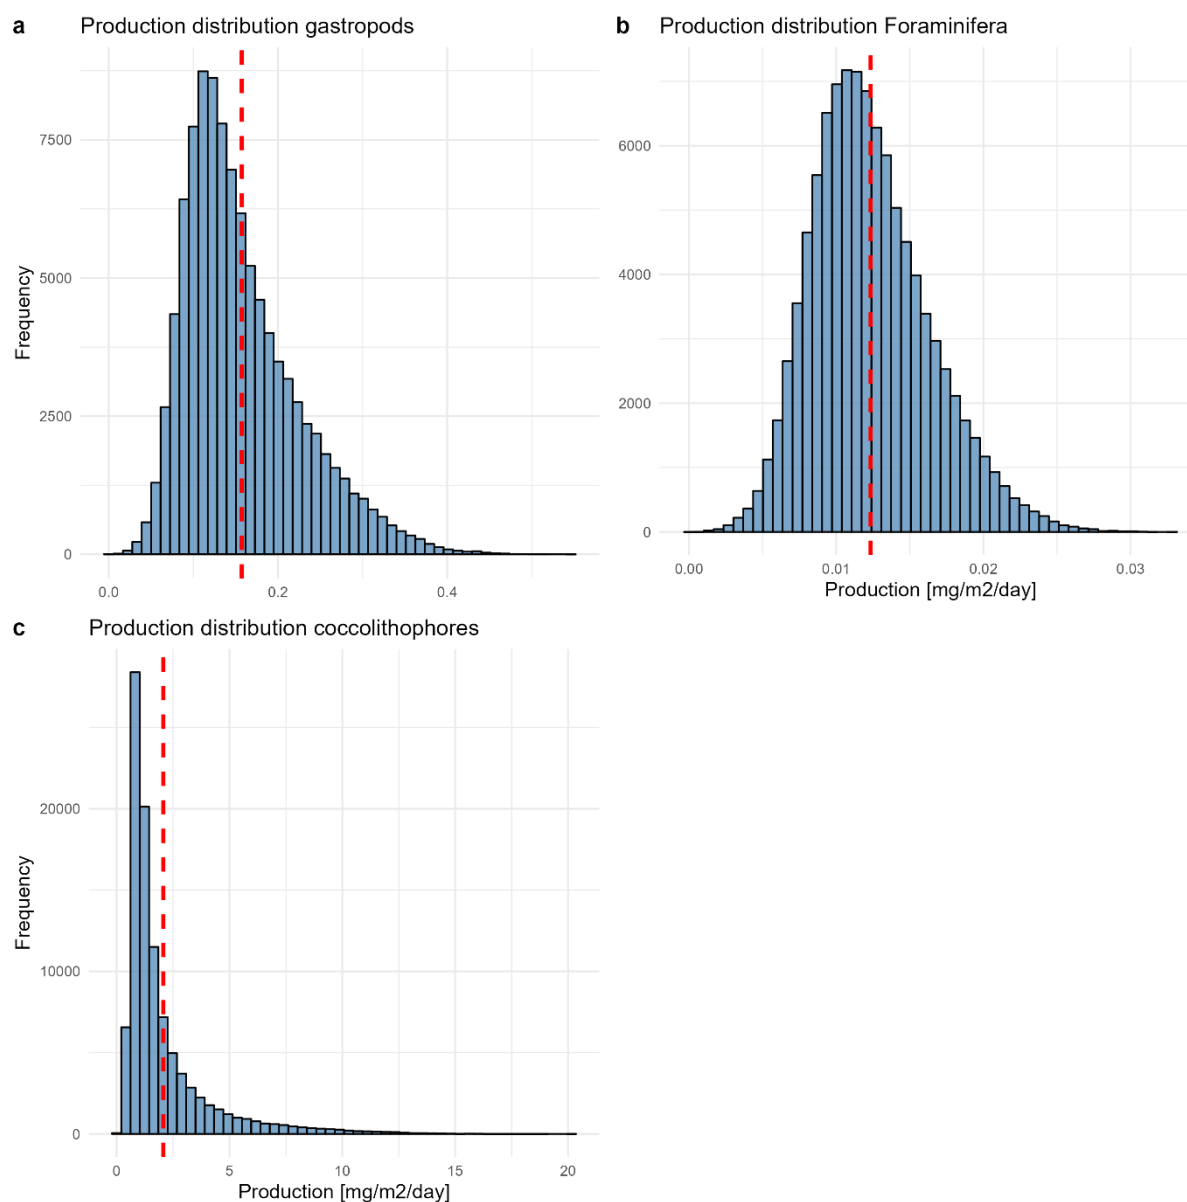 a Production distribution gastropods
Frequency
7500
5000
2500
0
0.0 0.2 0.4
b Production distribution Foraminifera
6000
4000
2000
0
0.00 0.01 0.02 0.03
Production [mg/m2/day]
c Production distribution coccolithophores
Frequency
20000
10000
0
0 5 10 15 20
Production [mg/m2/day]